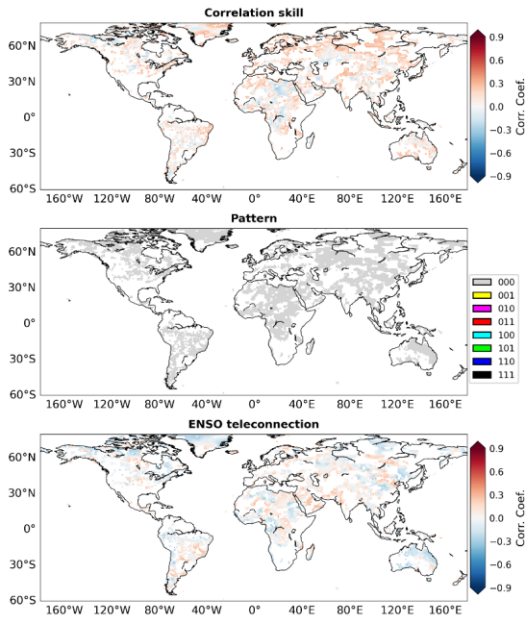 Correlation skill
60°N
30°N
0°
30°S
60°S
160°W 120°W 80°W 40°W 0° 40°E 80°E 120°E 160°E
0.9
0.6
0.3
0.0
−0.3
−0.6
−0.9
Corr. Coef.
Pattern
60°N
30°N
0°
30°S
60°S
160°W 120°W 80°W 40°W 0° 40°E 80°E 120°E 160°E
000
001
010
011
100
101
110
111
ENSO teleconnection
60°N
30°N
0°
30°S
60°S
160°W 120°W 80°W 40°W 0° 40°E 80°E 120°E 160°E
0.9
0.6
0.3
0.0
−0.3
−0.6
−0.9
Corr. Coef.